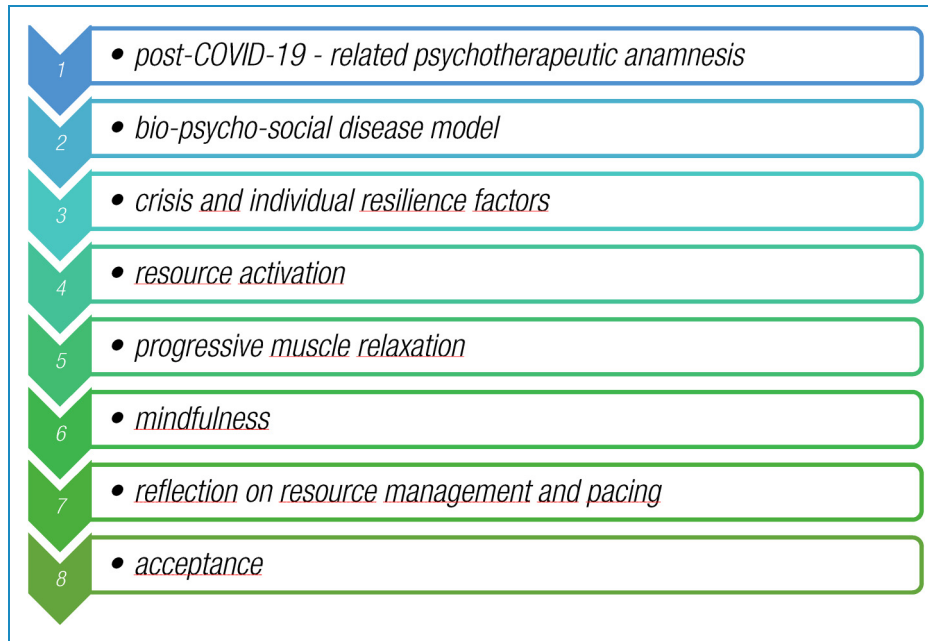 1
• post-COVID-19 - related psychotherapeutic anamnesis
2
• bio-psycho-social disease model
3
• crisis and individual resilience factors
4
• resource activation
5
• progressive muscle relaxation
6
• mindfulness
7
• reflection on resource management and pacing
8
• acceptance